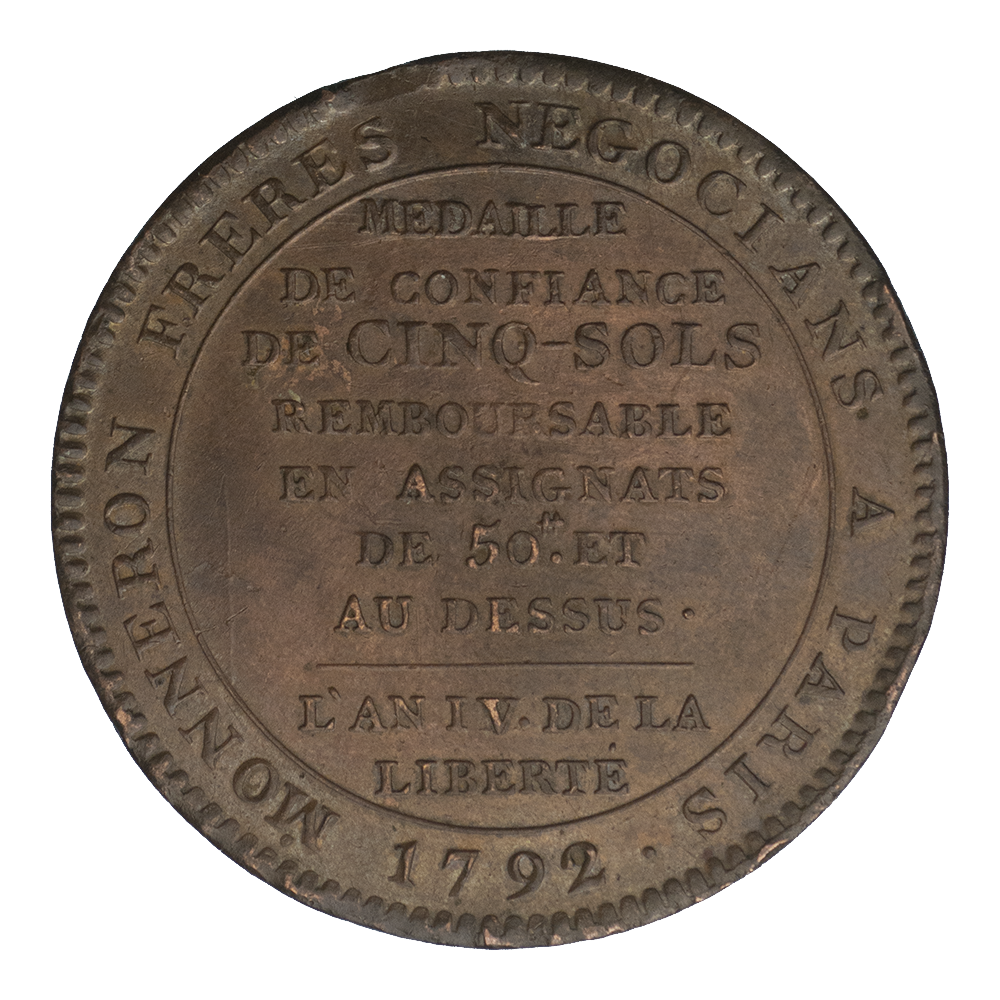 MONNERON FRERES NEGOCIANS A PARIS
MEDAILLE
DE CONFIANCE
DE CINQ-SOLS
REMBOURSABLE
EN ASSIGNATS
DE 50.ᵗᵗ ET
AU DESSUS .
L'AN IV. DE LA
LIBERTÉ
1792 .